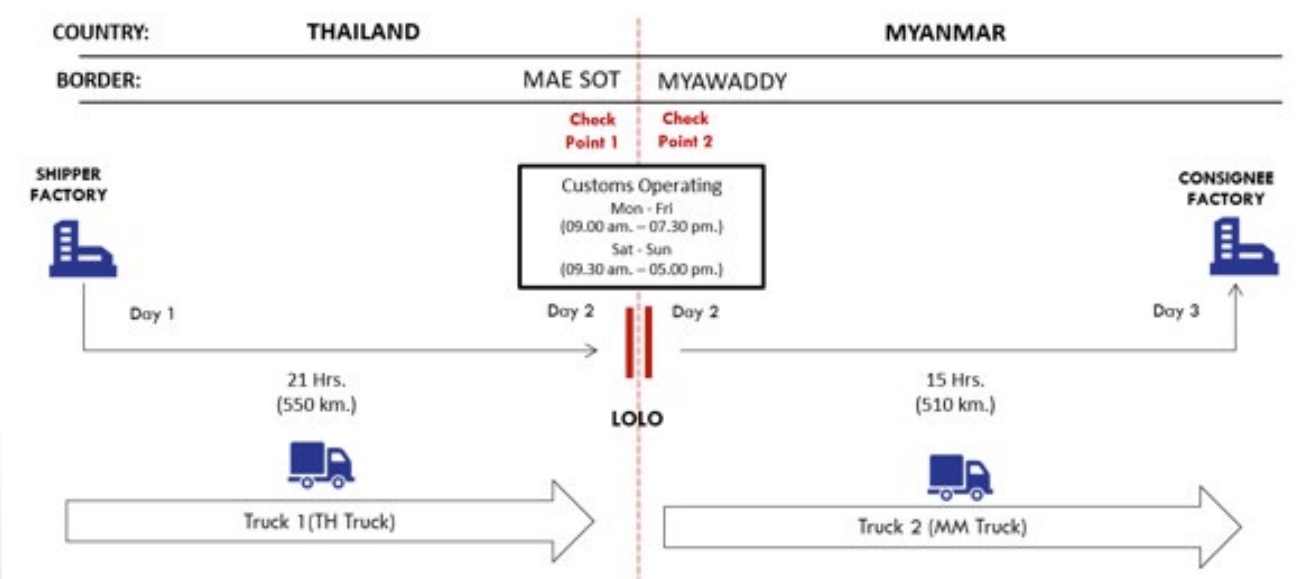 COUNTRY: THAILAND MYANMAR
BORDER: MAE SOT MYAWADDY
Check Point 1
Check Point 2
SHIPPER
FACTORY
Customs Operating
Mon - Fri
(09.00 am. – 07.30 pm.)
Sat - Sun
(09.30 am. – 05.00 pm.)
CONSIGNEE
FACTORY
Day 1
Day 2
Day 2
Day 3
21 Hrs.
(550 km.)
15 Hrs.
(510 km.)
LOLO
Truck 1(TH Truck)
Truck 2 (MM Truck)